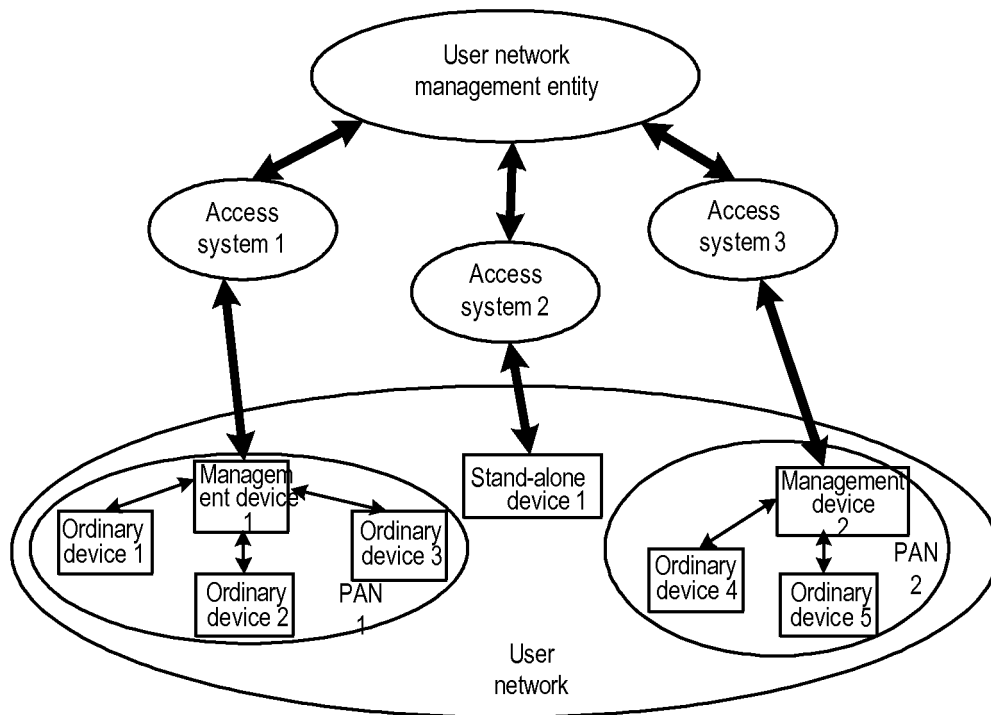 User network
management entity
Access
system 1
Access
system 2
Access
system 3
Managem
ent device
1
Ordinary
device 1
Ordinary
device 2
Ordinary
device 3
PAN
1
Stand-alone
device 1
Management
device
2
Ordinary
device 4
Ordinary
device 5
PAN
2
User
network